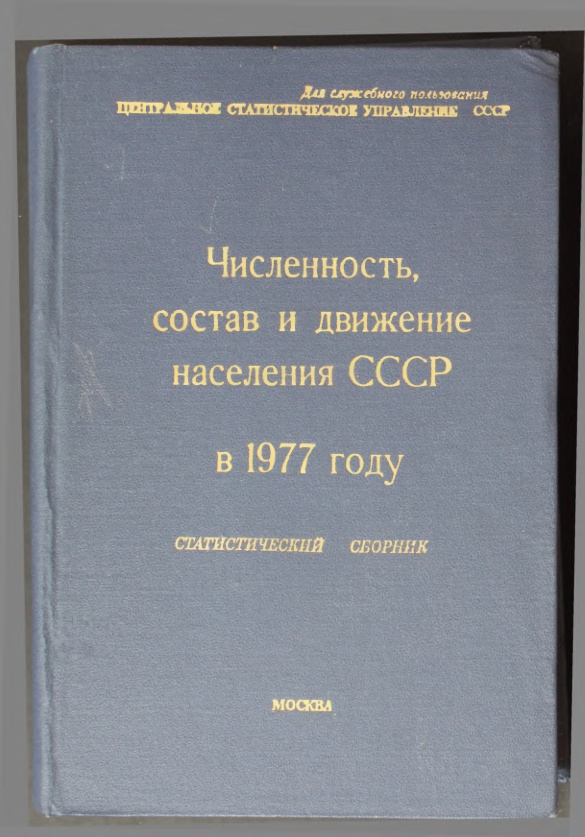 Для служебного пользования
ЦЕНТРАЛЬНОЕ СТАТИСТИЧЕСКОЕ УПРАВЛЕНИЕ СССР
Численность,
состав и движение
населения СССР
в 1977 году
СТАТИСТИЧЕСКИЙ СБОРНИК
МОСКВА